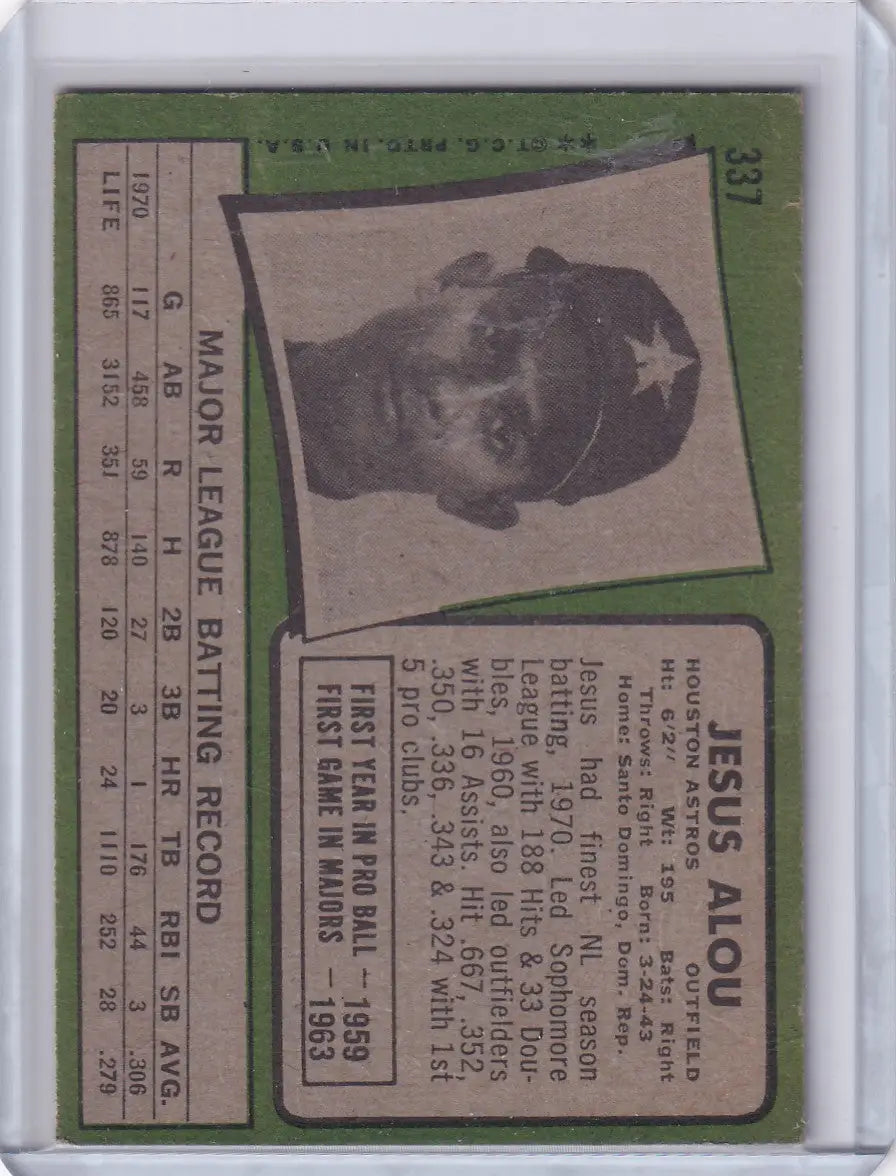 337
✱✱©T.C.G. PRTD. IN U.S.A.
JESUS ALOU
HOUSTON ASTROS OUTFIELD
Ht: 6'2" Wt: 195 Bats: Right
Throws: Right Born: 3-24-43
Home: Santo Domingo, Dom. Rep.
Jesus had finest NL season
batting, 1970. Led Sophomore
League with 188 Hits & 33 Dou-
bles, 1960, also led outfielders
with 16 Assists. Hit .667, .352,
.350, .336, .343 & .324 with 1st
5 pro clubs.
FIRST YEAR IN PRO BALL — 1959
FIRST GAME IN MAJORS — 1963
MAJOR LEAGUE BATTING RECORD
G AB R H 2B 3B HR TB RBI SB AVG.
1970 117 458 59 140 27 3 1 176 44 3 .306
LIFE 865 3152 351 878 120 20 24 1110 252 28 .279